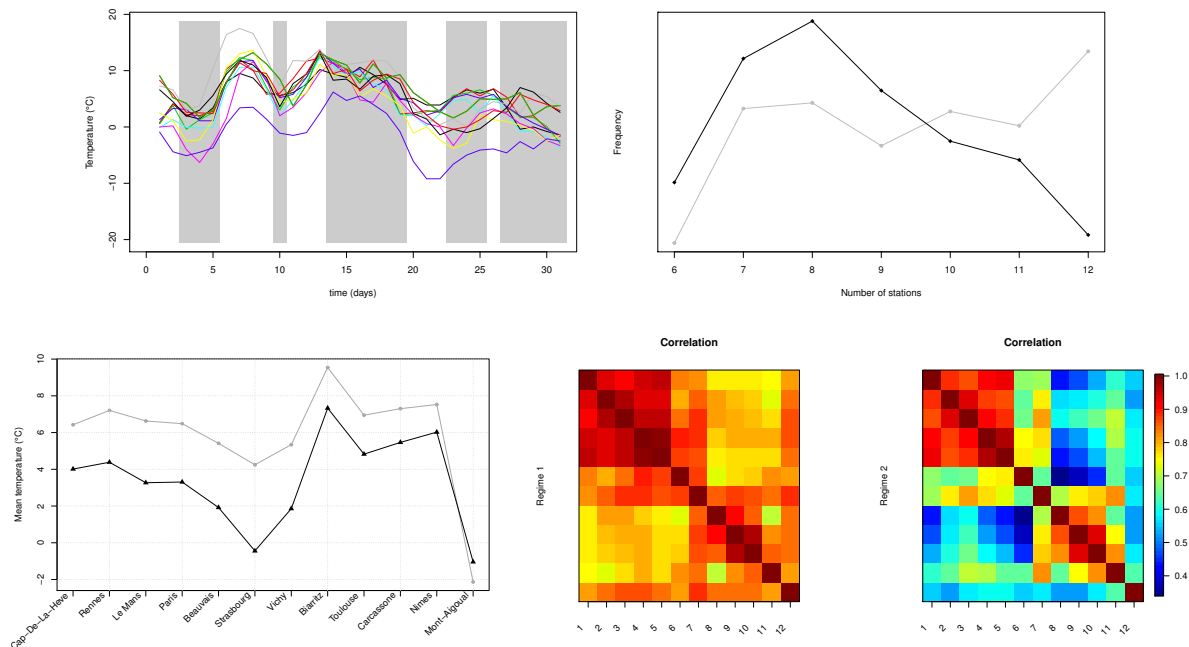 Temperature (°C)
20
10
0
−10
−20
0
5
10
15
20
25
30
time (days)
Frequency
6
7
8
9
10
11
12
Number of stations
Mean temperature (°C)
10
8
6
4
2
0
−2
Cap−De−La−Heve
Rennes
Le Mans
Paris
Beauvais
Strasbourg
Vichy
Biarritz
Toulouse
Carcassone
Nimes
Mont−Aigoual
Correlation
Regime 1
1
2
3
4
5
6
7
8
9
10
11
12
Correlation
Regime 2
1
2
3
4
5
6
7
8
9
10
11
12
1.0
0.9
0.8
0.7
0.6
0.5
0.4